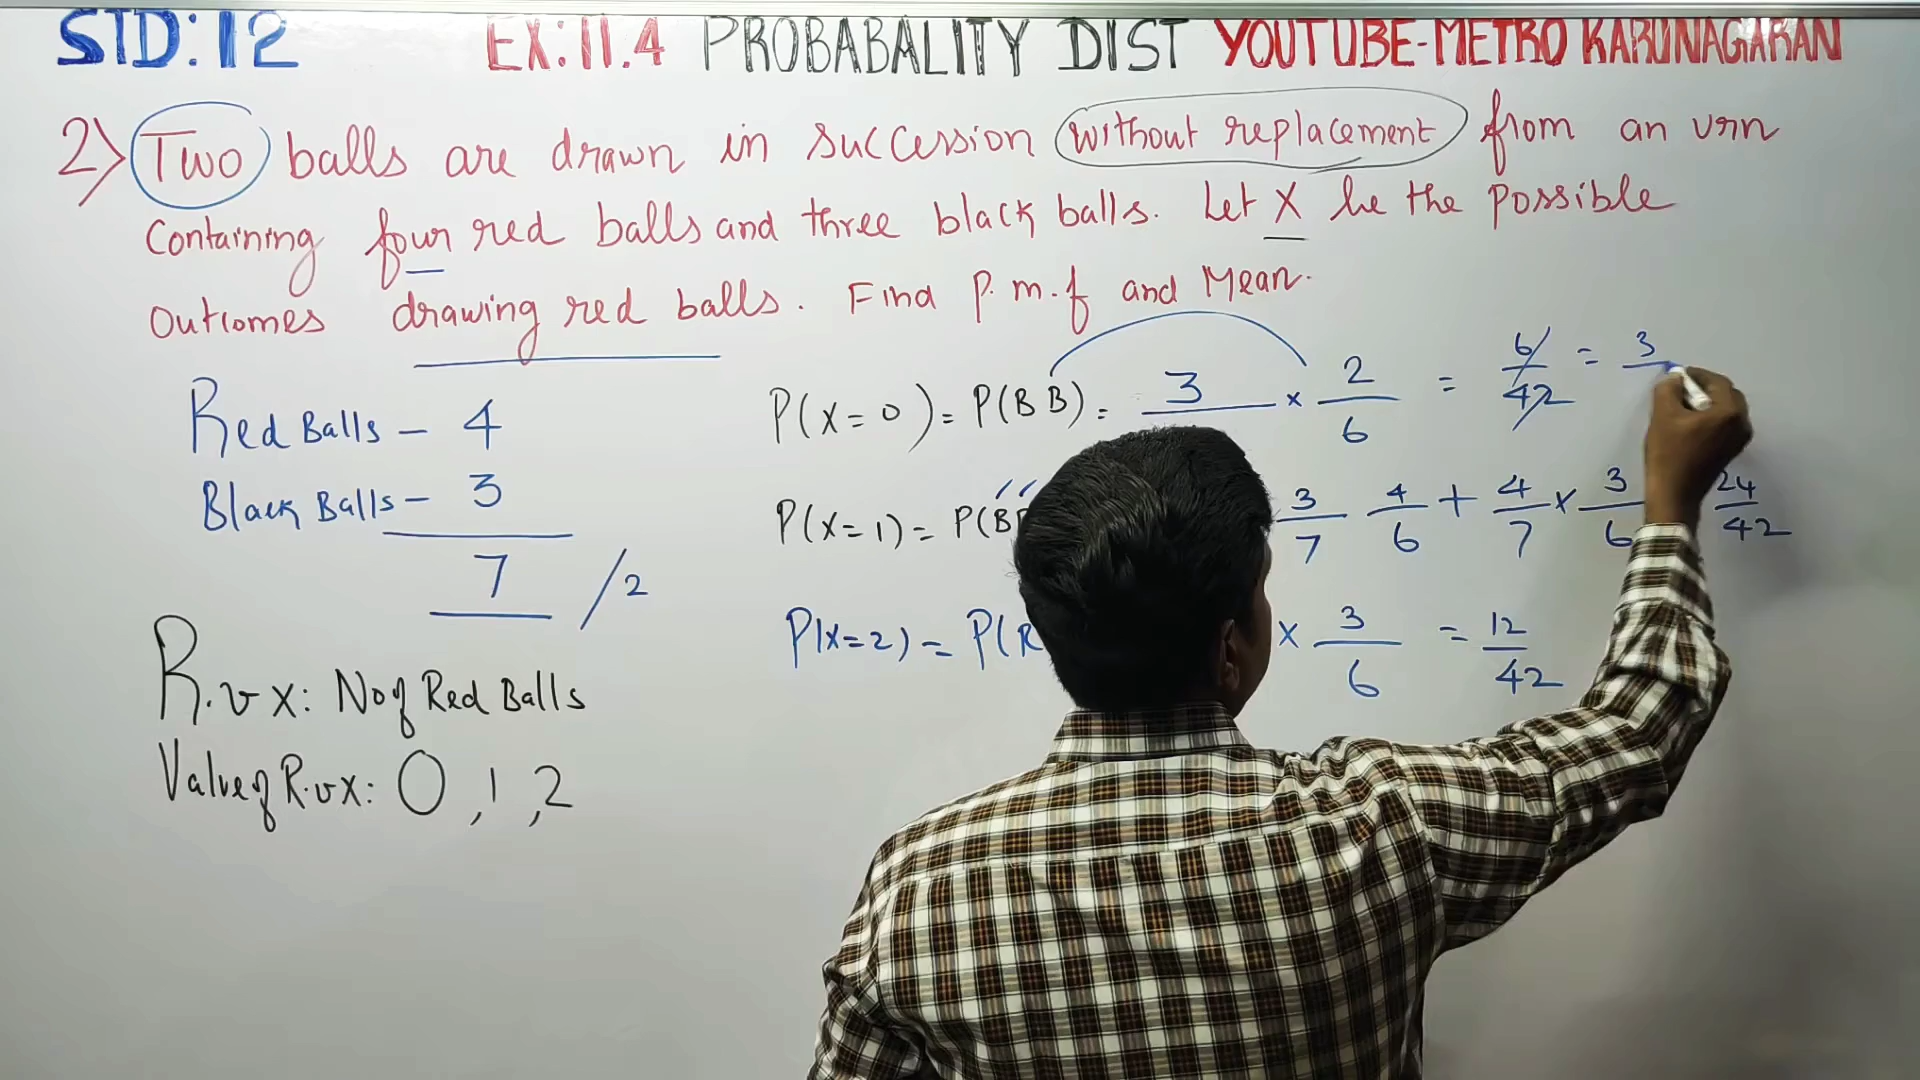 STD:12 EX:11.4 PROBABALITY DIST YOUTUBE-METRO KARUNAGARAN
2) Two balls are drawn in succession without replacement from an urn
Containing four red balls and three black balls. Let X be the possible
Outcomes drawing red balls. Find P.m.f and Mean.
Red Balls - 4
Black Balls - 3
7 /2
R.v X: No of Red Balls
Value of R.v X: 0, 1, 2
P(X=0) = P(BB) = 3 × 2/6 = 6/42 = 3
P(X=1) = P(B 3/7 4/6 + 4/7 × 3/6 24/42
P(X=2) = P(R × 3/6 = 12/42